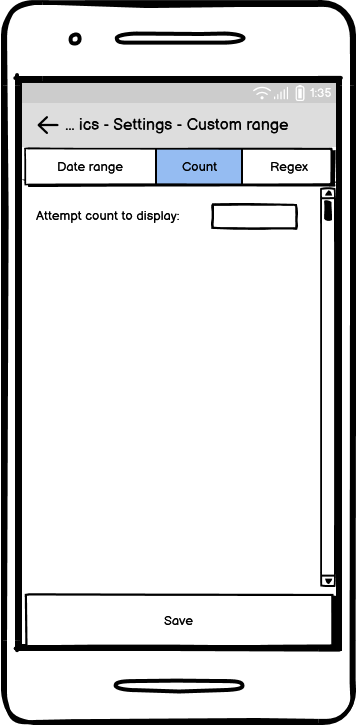 1:35
... ics - Settings - Custom range
Date range Count Regex
Attempt count to display:
Save